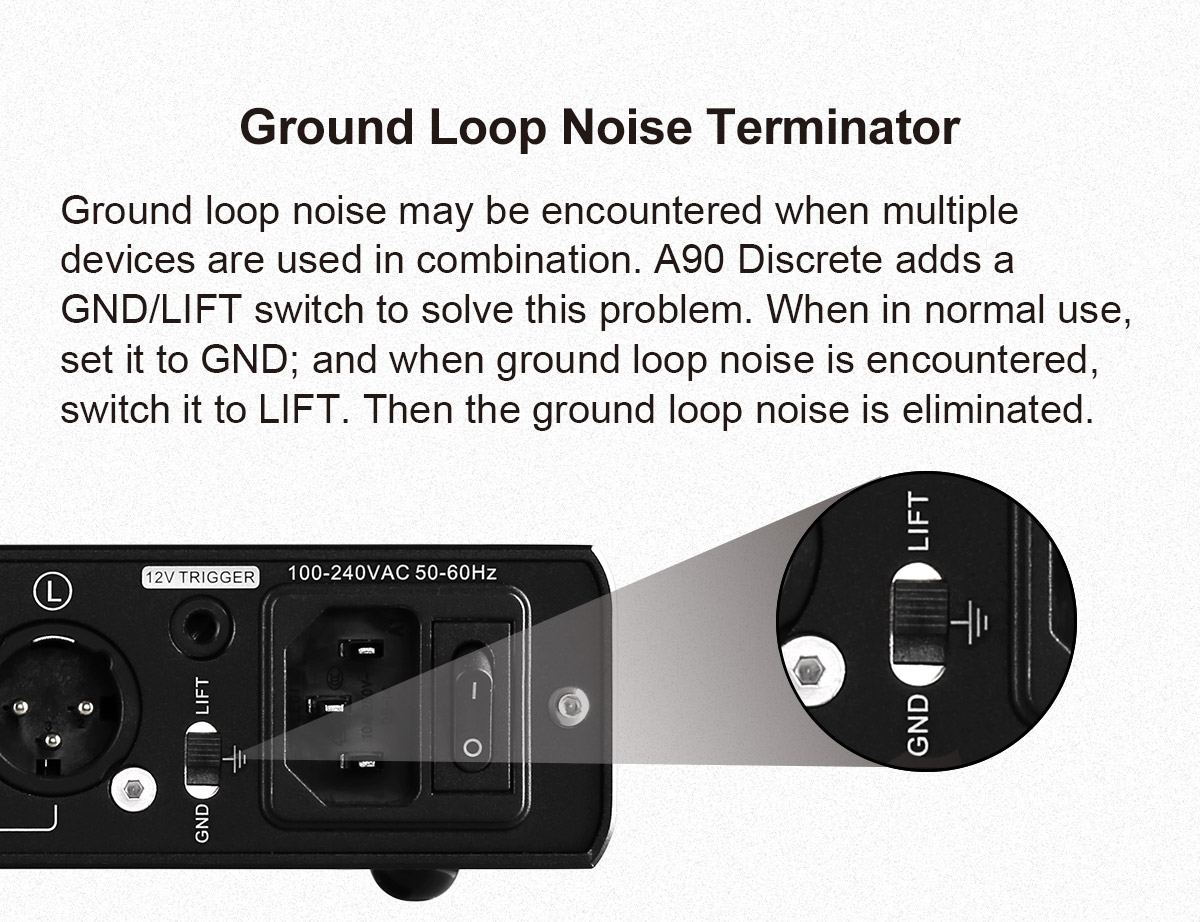 Ground Loop Noise Terminator
Ground loop noise may be encountered when multiple
devices are used in combination. A90 Discrete adds a
GND/LIFT switch to solve this problem. When in normal use,
set it to GND; and when ground loop noise is encountered,
switch it to LIFT. Then the ground loop noise is eliminated.
L
12V TRIGGER
100-240VAC 50-60Hz
LIFT
GND
LIFT
GND